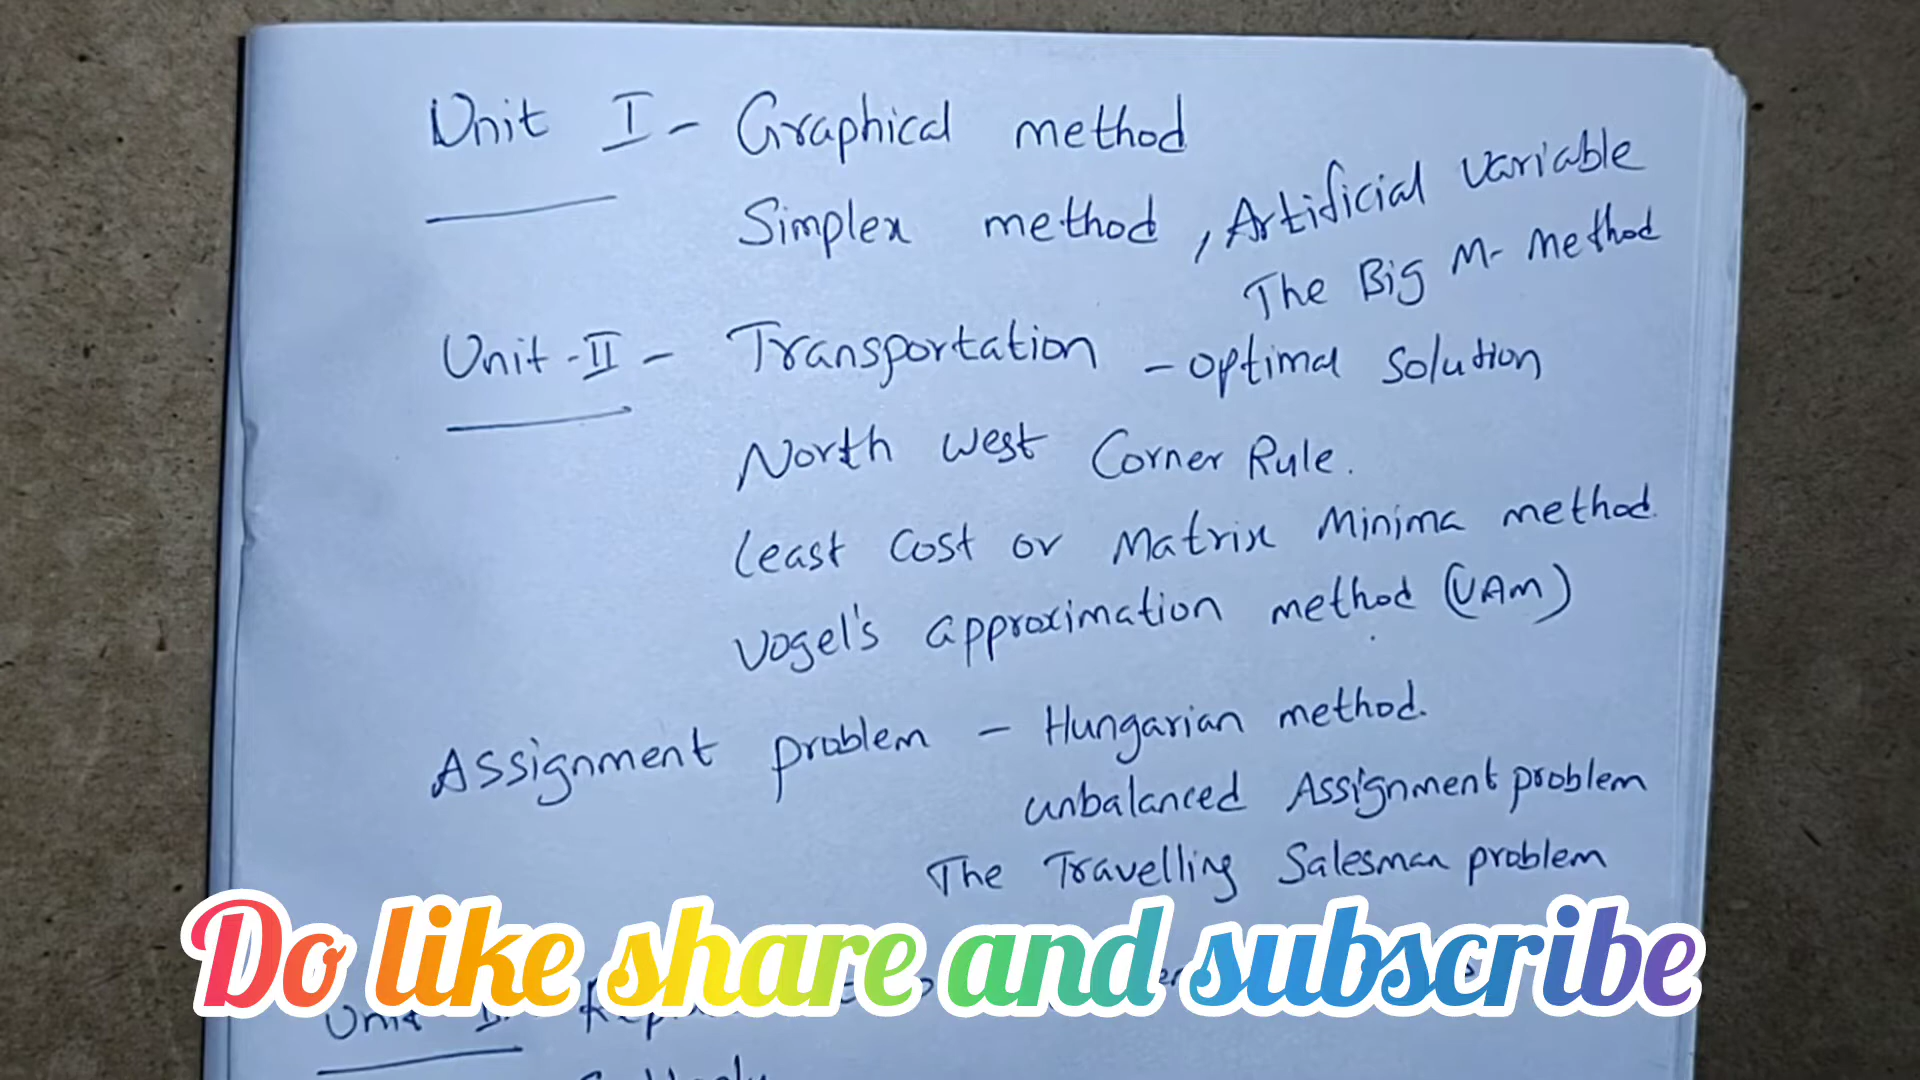 Unit I - Graphical method
Simplex method, Artificial variable
The Big M- Method
Unit - II - Transportation - optimal solution
North West Corner Rule.
Least Cost or Matrix Minima method.
Vogel's approximation method (VAM)
Assignment problem - Hungarian method.
unbalanced Assignment problem
The Travelling Salesman problem
Do like share and subscribe
Unit